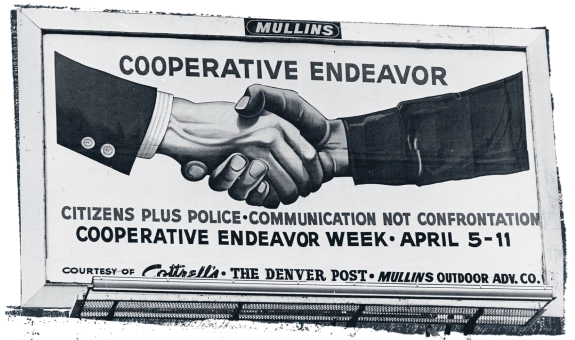 MULLINS
COOPERATIVE ENDEAVOR
CITIZENS PLUS POLICE•COMMUNICATION NOT CONFRONTATION
COOPERATIVE ENDEAVOR WEEK• APRIL 5-11
COURTESY OF Cottrell's • THE DENVER POST • MULLINS OUTDOOR ADV. CO.